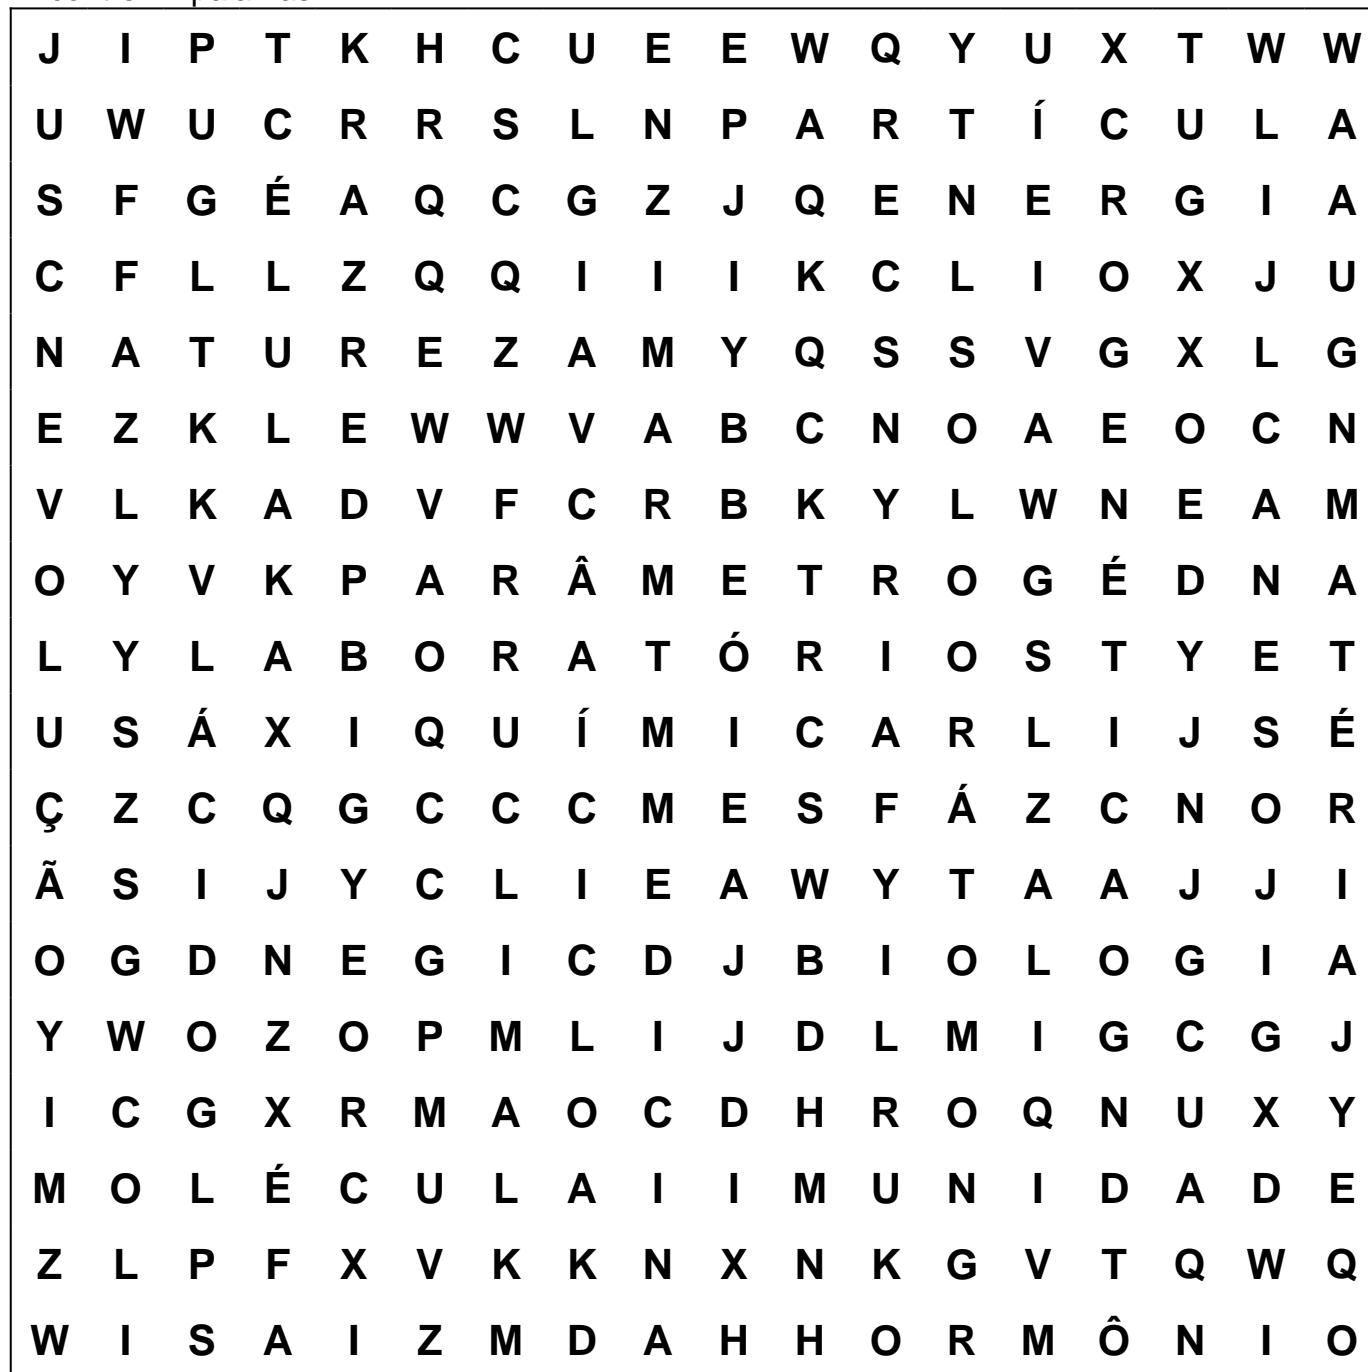 J I P T K H C U E E W Q Y U X T W W
U W U C R R S L N P A R T Í C U L A
S F G É A Q C G Z J Q E N E R G I A
C F L L Z Q Q I I I K C L I O X J U
N A T U R E Z A M Y Q S S V G X L G
E Z K L E W W V A B C N O A E O C N
V L K A D V F C R B K Y L W N E A M
O Y V K P A R Â M E T R O G É D N A
L Y L A B O R A T Ó R I O S T Y E T
U S Á X I Q U Í M I C A R L I J S É
Ç Z C Q G C C C M E S F Á Z C N O R
Ã S I J Y C L I E A W Y T A A J J I
O G D N E G I C D J B I O L O G I A
Y W O Z O P M L I J D L M I G C G J
I C G X R M A O C D H R O Q N U X Y
M O L É C U L A I I M U N I D A D E
Z L P F X V K K N X N K G V T Q W Q
W I S A I Z M D A H H O R M Ô N I O